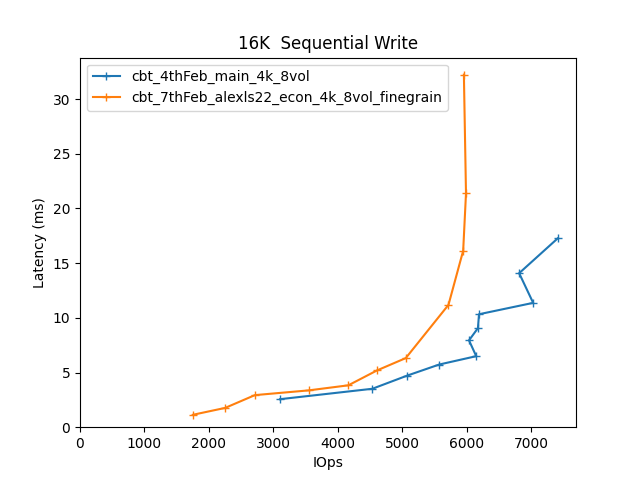 16K  Sequential Write
cbt_4thFeb_main_4k_8vol
cbt_7thFeb_alexls22_econ_4k_8vol_finegrain
30
25
20
15
10
5
0
Latency (ms)
0 1000 2000 3000 4000 5000 6000 7000
IOps